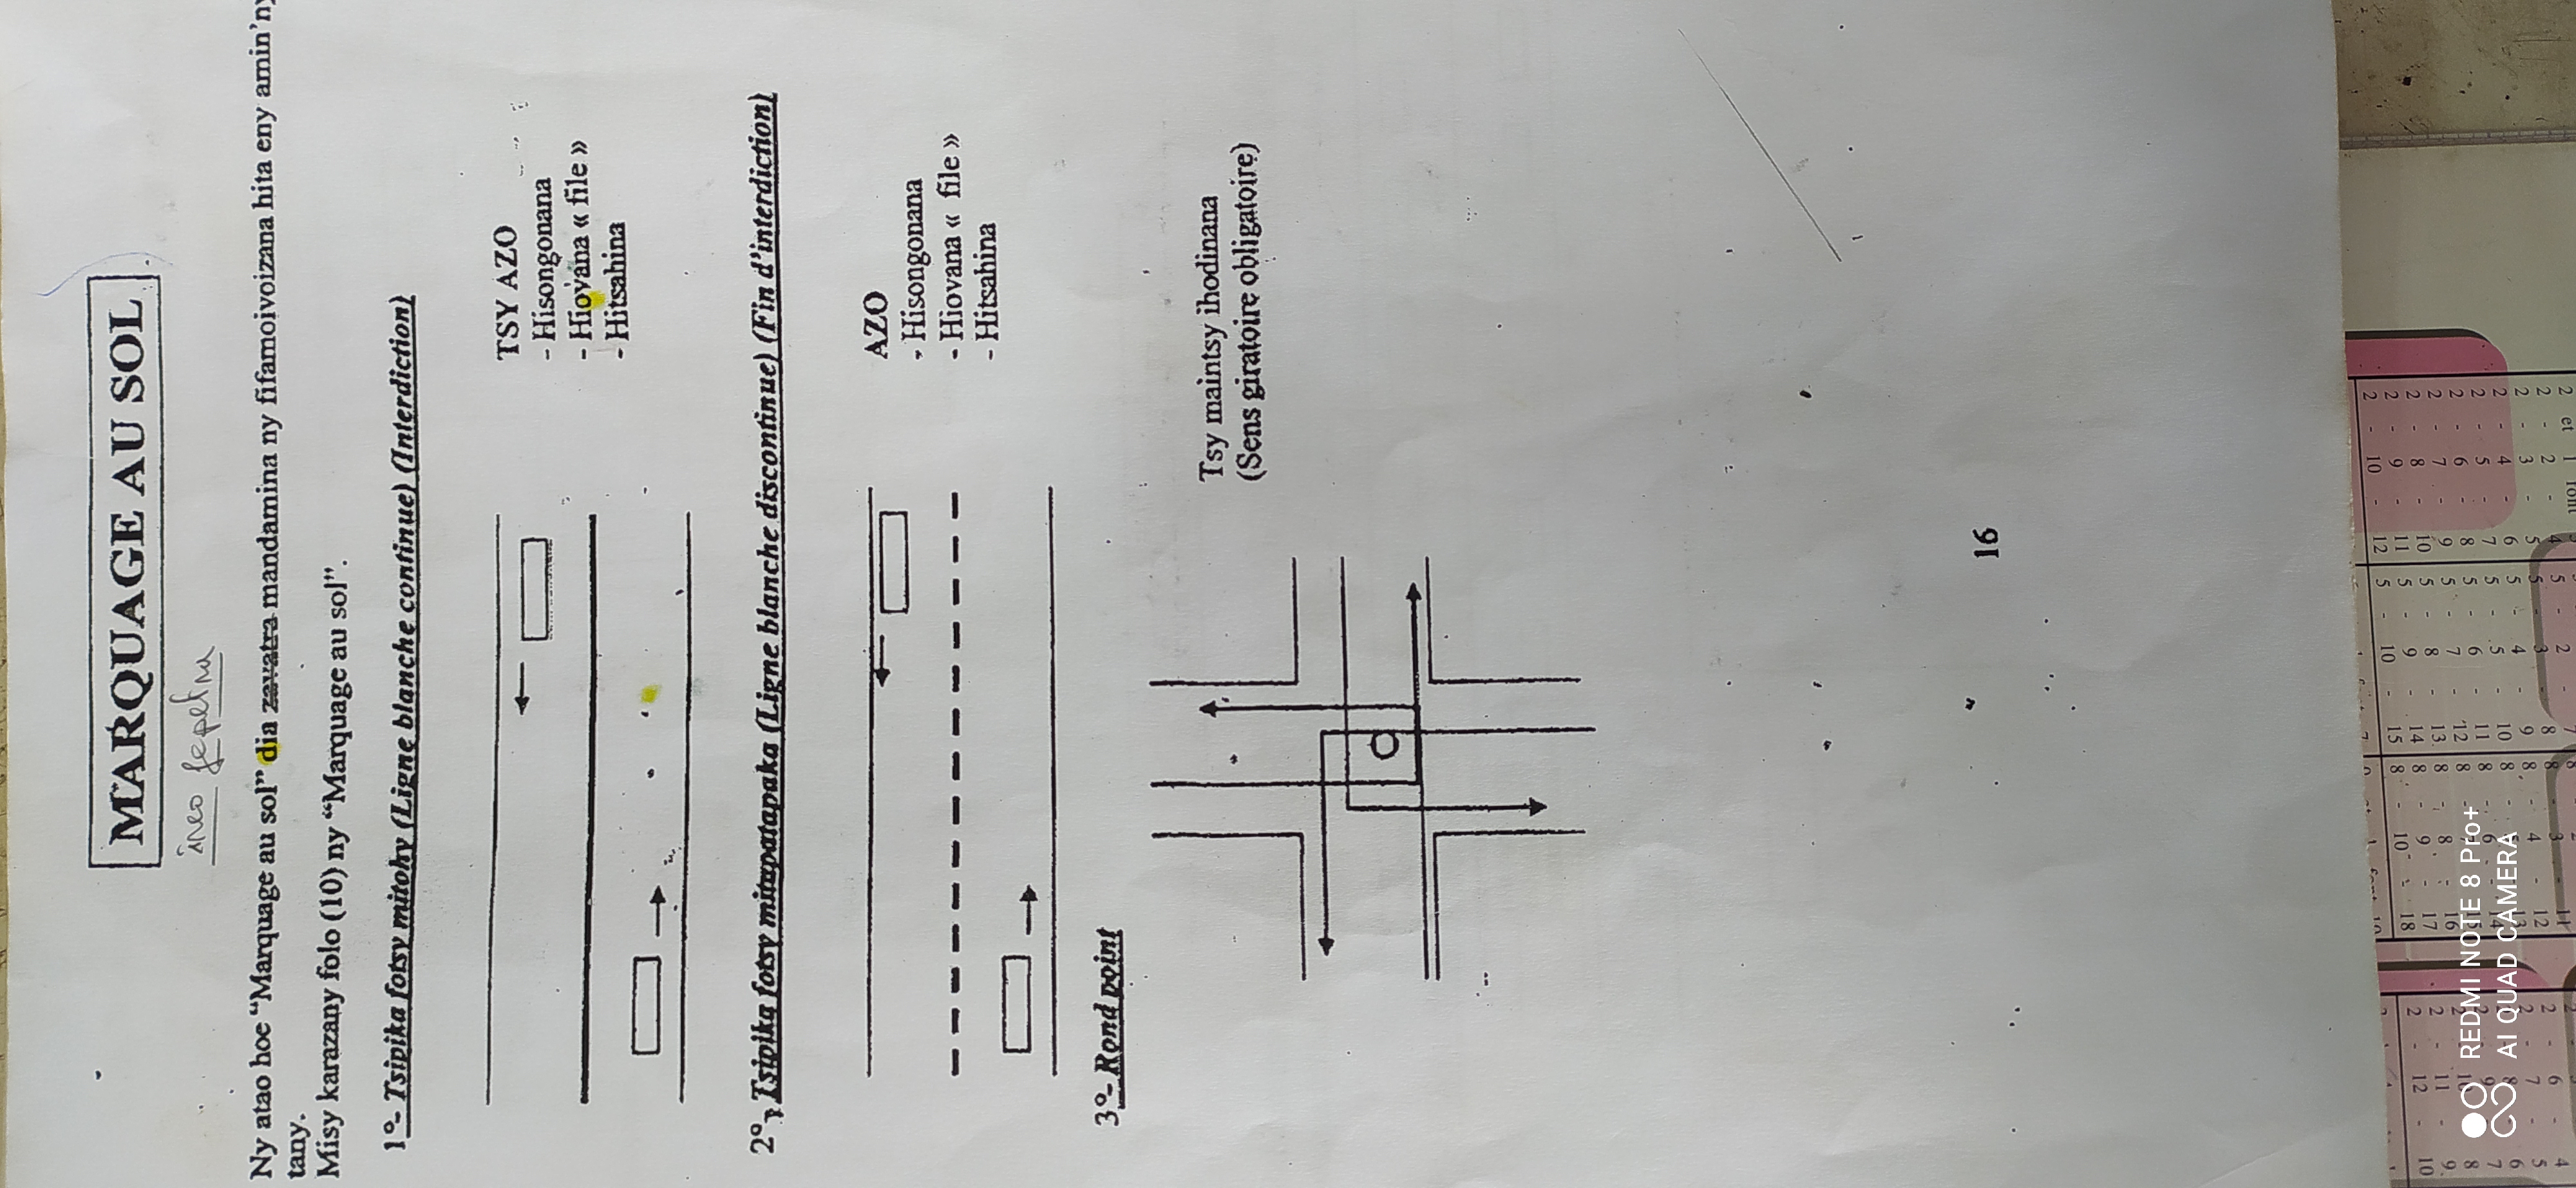 MARQUAGE AU SOL
ireo fepetra
Ny atao hoe “Marquage au sol” dia zavatra mandamina ny fifamoivoizana hita eny amin’ny
tany.
Misy karazany folo (10) ny “Marquage au sol”.
1°- Tsipika fotsy mitohy (Ligne blanche continue) (Interdiction)
TSY AZO
- Hisongonana
- Hiovana « file »
- Hitsahina
2°- Tsipika fotsy mitapatapaka (Ligne blanche discontinue) (Fin d’interdiction)
AZO
- Hisongonana
- Hiovana « file »
- Hitsahina
3°- Rond point
Tsy maintsy ihodinana
(Sens giratoire obligatoire)
16
REDMI NOTE 8 Pro+
AI QUAD CAMERA